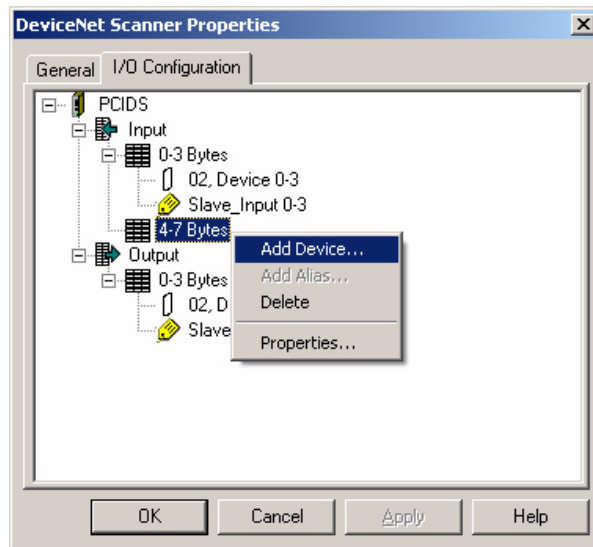 DeviceNet Scanner Properties
General I/O Configuration
PCIDS
Input
0-3 Bytes
02, Device 0-3
Slave_Input 0-3
4-7 Bytes
Add Device...
Output
Add Alias...
0-3 Bytes
Delete
02, D
Slave
Properties...
OK Cancel Apply Help